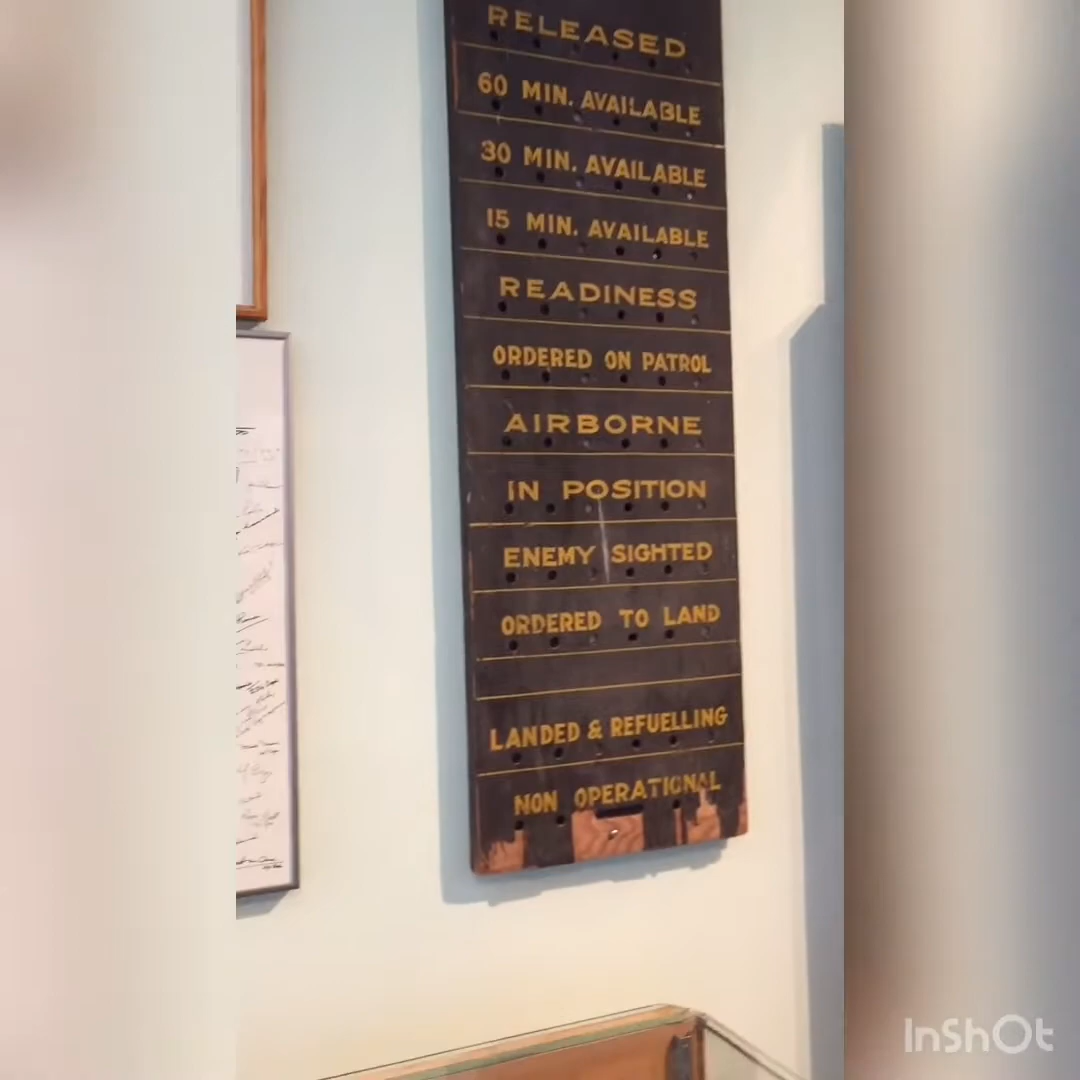 RELEASED
60 MIN. AVAILABLE
30 MIN. AVAILABLE
15 MIN. AVAILABLE
READINESS
ORDERED ON PATROL
AIRBORNE
IN POSITION
ENEMY SIGHTED
ORDERED TO LAND
LANDED & REFUELLING
NON OPERATIONAL
InShOt